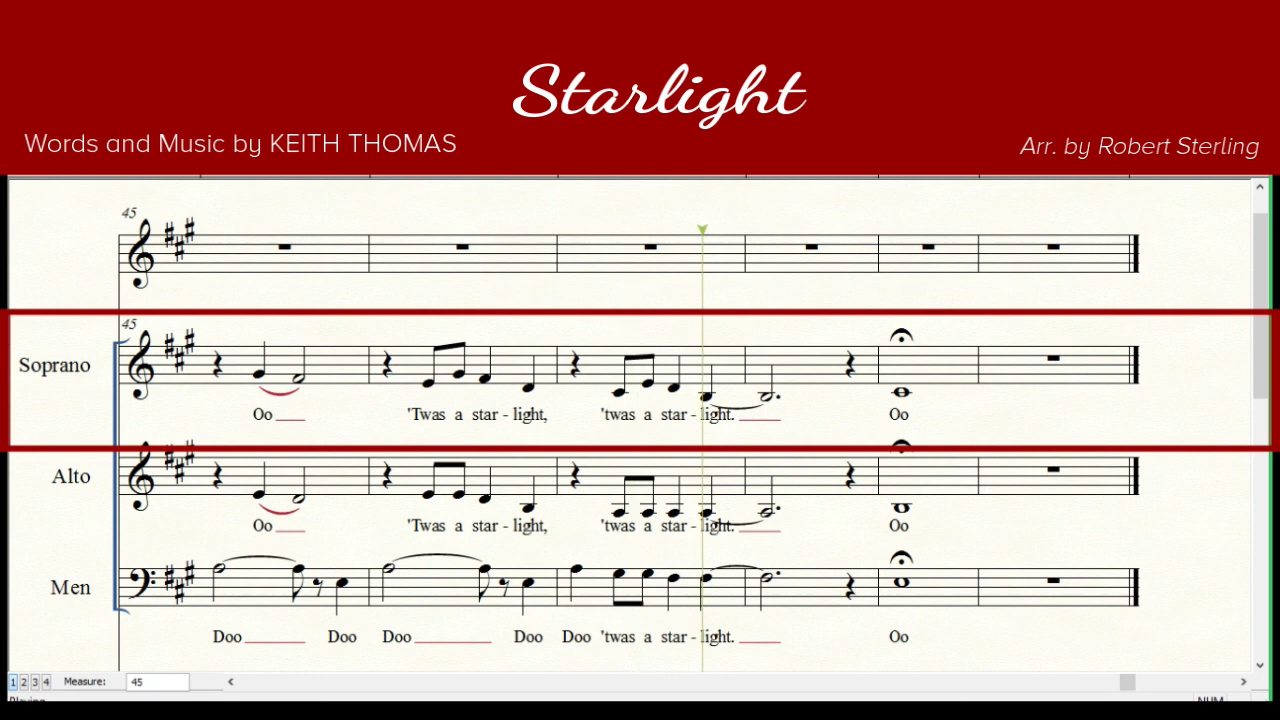 Starlight
Words and Music by KEITH THOMAS
Arr. by Robert Sterling
45
45
Soprano
Oo 'Twas a star - light, 'twas a star - light. Oo
Alto
Oo 'Twas a star - light, 'twas a star - light. Oo
Men
Doo Doo Doo Doo Doo 'twas a star - light. Oo
1 2 3 4 Measure: 45
Playing NUM